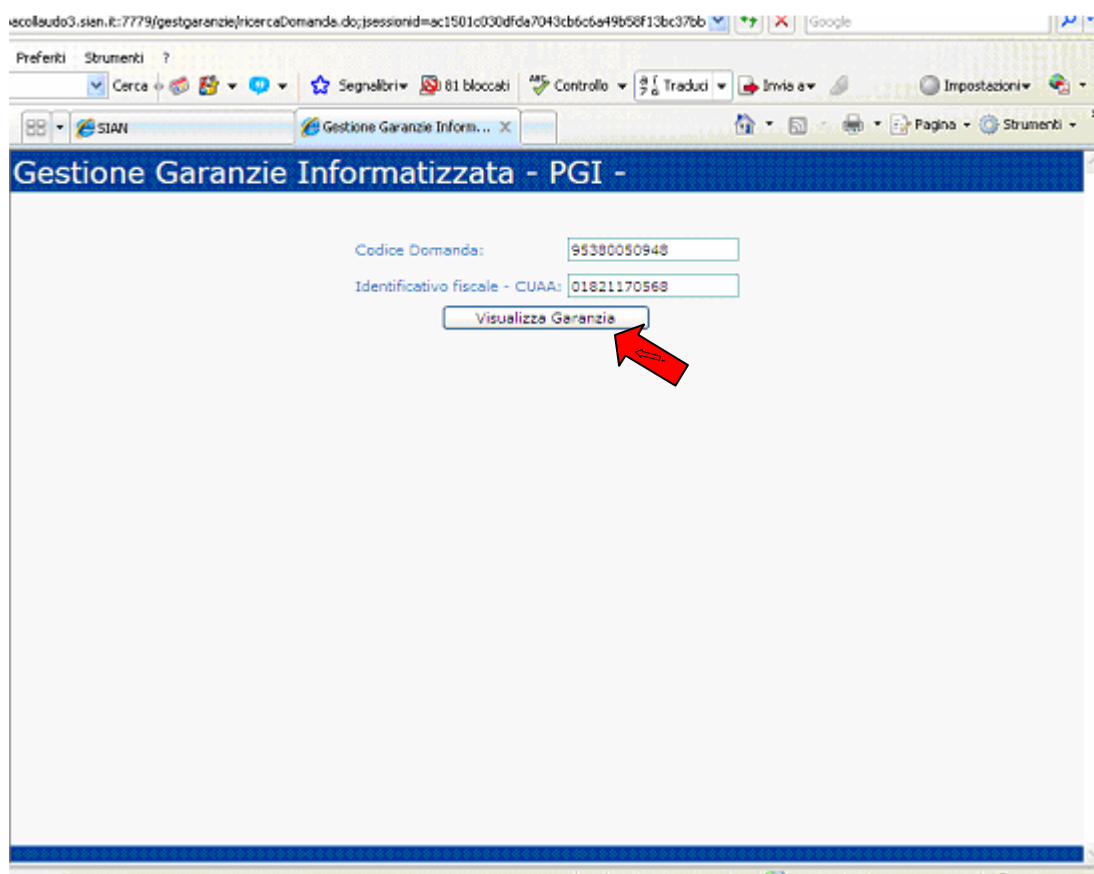 acollaudo3.sian.it:7779/gestgaranzie/ricercaDomanda.do;jsessionid=ac1501c030dfda7043cb6c6a49b58f13bc37bb Google
Preferiti Strumenti ?
Cerca Segnalibri 81 bloccati Controllo Traduci Invia a Impostazioni
SIAN Gestione Garanzie Inform... Pagina Strumenti
Gestione Garanzie Informatizzata - PGI -
Codice Domanda: 95380050948
Identificativo fiscale - CUAA: 01821170568
Visualizza Garanzia